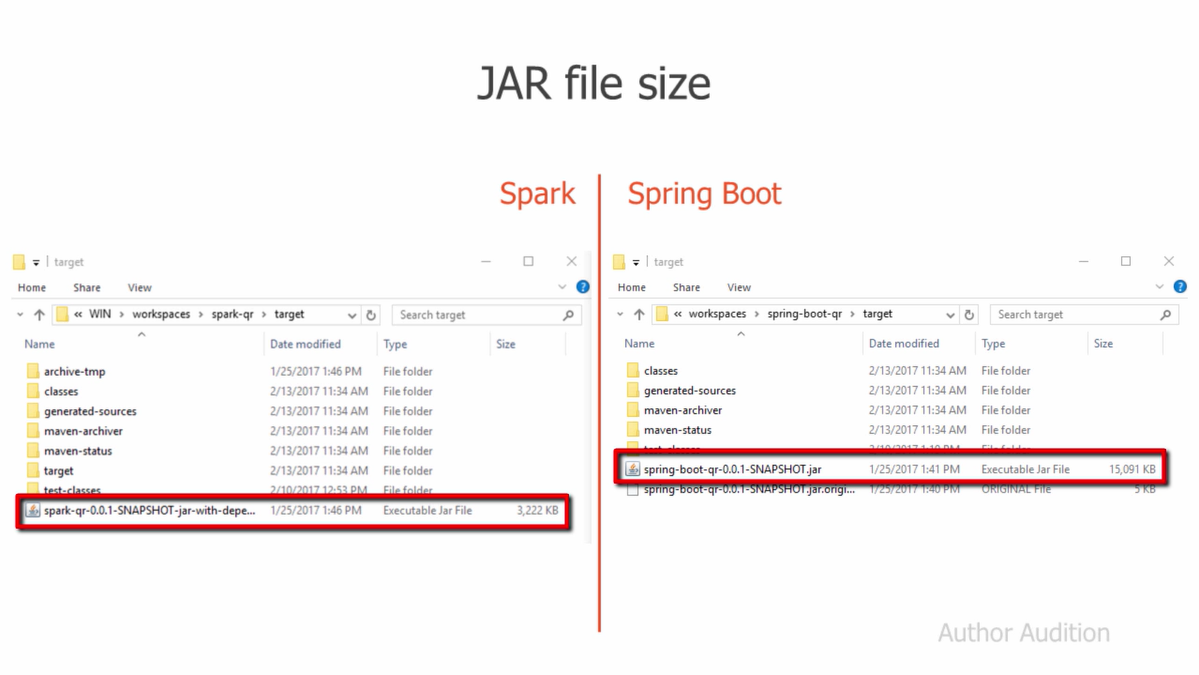 JAR file size
Spark
target
Home Share View
« WIN › workspaces › spark-qr › target
Search target
Name Date modified Type Size
archive-tmp 1/25/2017 1:46 PM File folder
classes 2/13/2017 11:34 AM File folder
generated-sources 2/13/2017 11:34 AM File folder
maven-archiver 2/13/2017 11:34 AM File folder
maven-status 2/13/2017 11:34 AM File folder
target 2/13/2017 11:34 AM File folder
test-classes 2/10/2017 12:53 PM File folder
spark-qr-0.0.1-SNAPSHOT-jar-with-depe... 1/25/2017 1:46 PM Executable Jar File 3,222 KB
Spring Boot
target
Home Share View
« workspaces › spring-boot-qr › target
Search target
Name Date modified Type Size
classes 2/13/2017 11:34 AM File folder
generated-sources 2/13/2017 11:34 AM File folder
maven-archiver 2/13/2017 11:34 AM File folder
maven-status 2/13/2017 11:34 AM File folder
test-classes 2/10/2017 1:19 PM File folder
spring-boot-qr-0.0.1-SNAPSHOT.jar 1/25/2017 1:41 PM Executable Jar File 15,091 KB
spring-boot-qr-0.0.1-SNAPSHOT.jar.origi... 1/25/2017 1:40 PM ORIGINAL File 5 KB
Author Audition